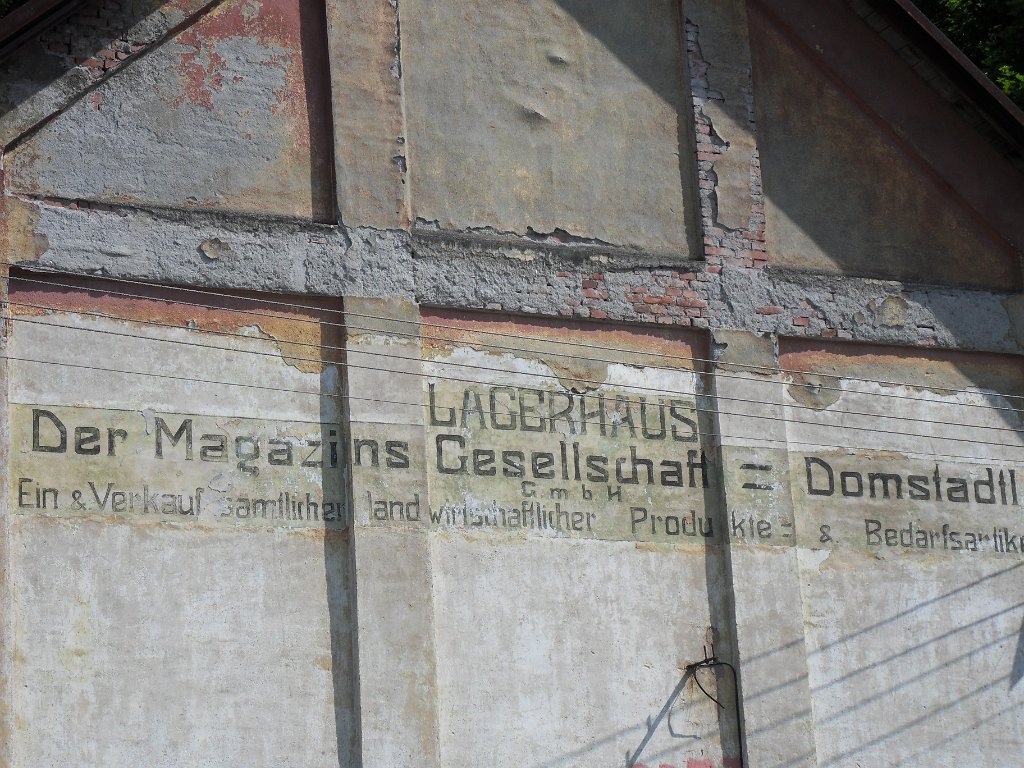 LAGERHAUS
Der Magazins Gesellschaft = Domstadtl
G m b H
Ein & Verkauf sämtlicher landwirtschaftlicher Produkte = & Bedarfsartike